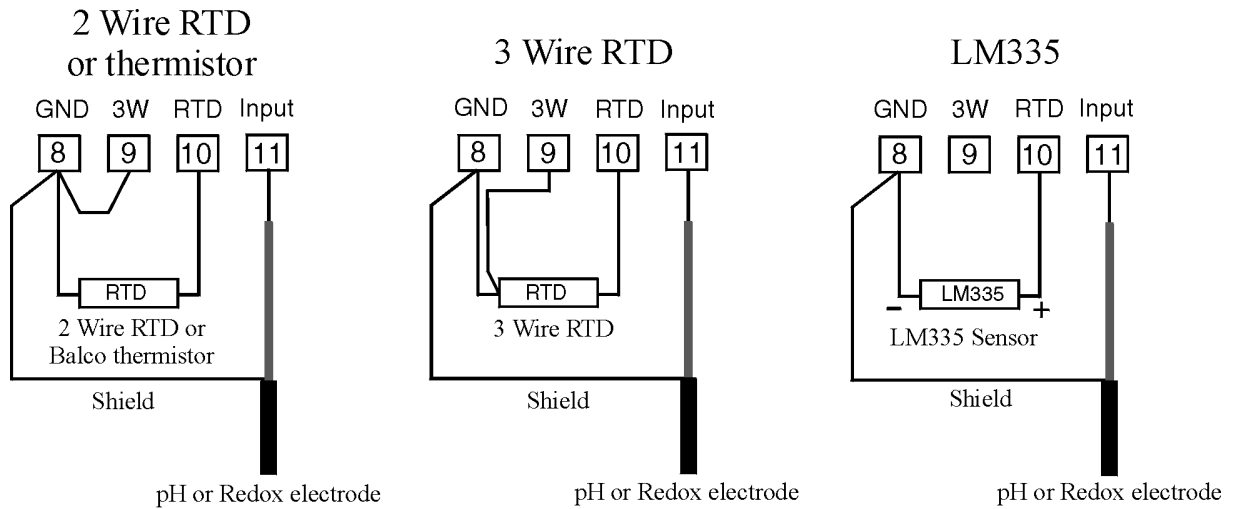 2 Wire RTD
or thermistor
GND 3W RTD Input
8 9 10 11
RTD
2 Wire RTD or
Balco thermistor
Shield
pH or Redox electrode
3 Wire RTD
GND 3W RTD Input
8 9 10 11
RTD
3 Wire RTD
Shield
pH or Redox electrode
LM335
GND 3W RTD Input
8 9 10 11
LM335
- +
LM335 Sensor
Shield
pH or Redox electrode